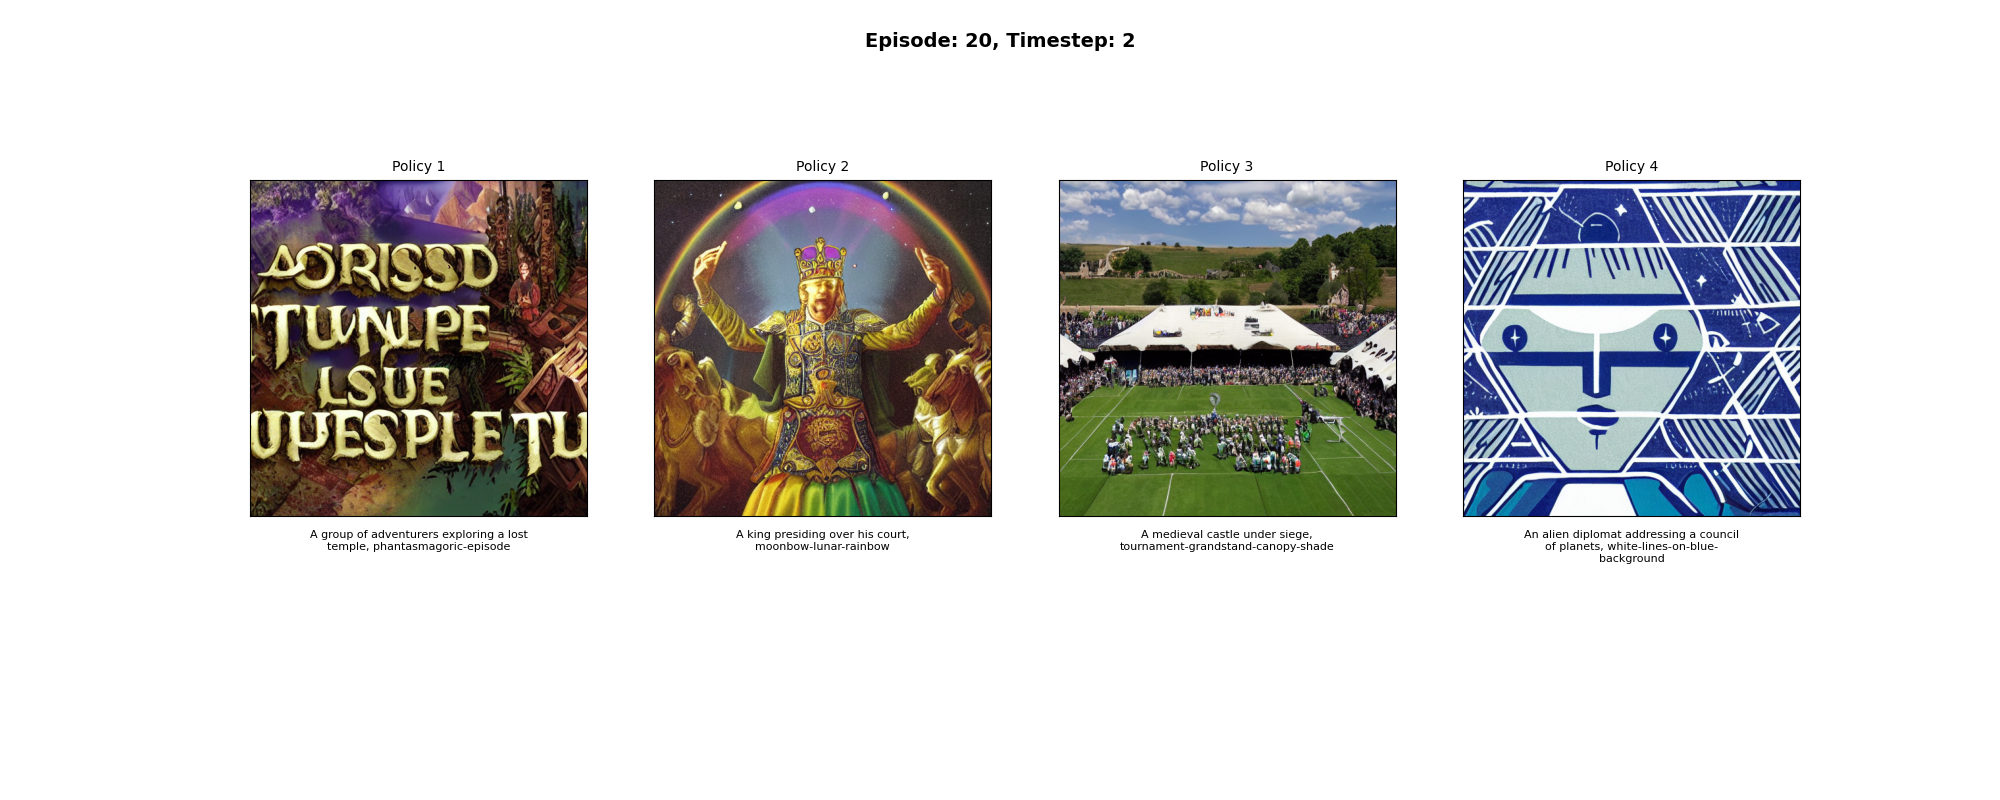 Episode: 20, Timestep: 2
Policy 1
Policy 2
Policy 3
Policy 4
AORISSD
TUWNLPE
LSUE
UUESPLE TU
A group of adventurers exploring a lost
temple, phantasmagoric-episode
A king presiding over his court,
moonbow-lunar-rainbow
A medieval castle under siege,
tournament-grandstand-canopy-shade
An alien diplomat addressing a council
of planets, white-lines-on-blue-
background